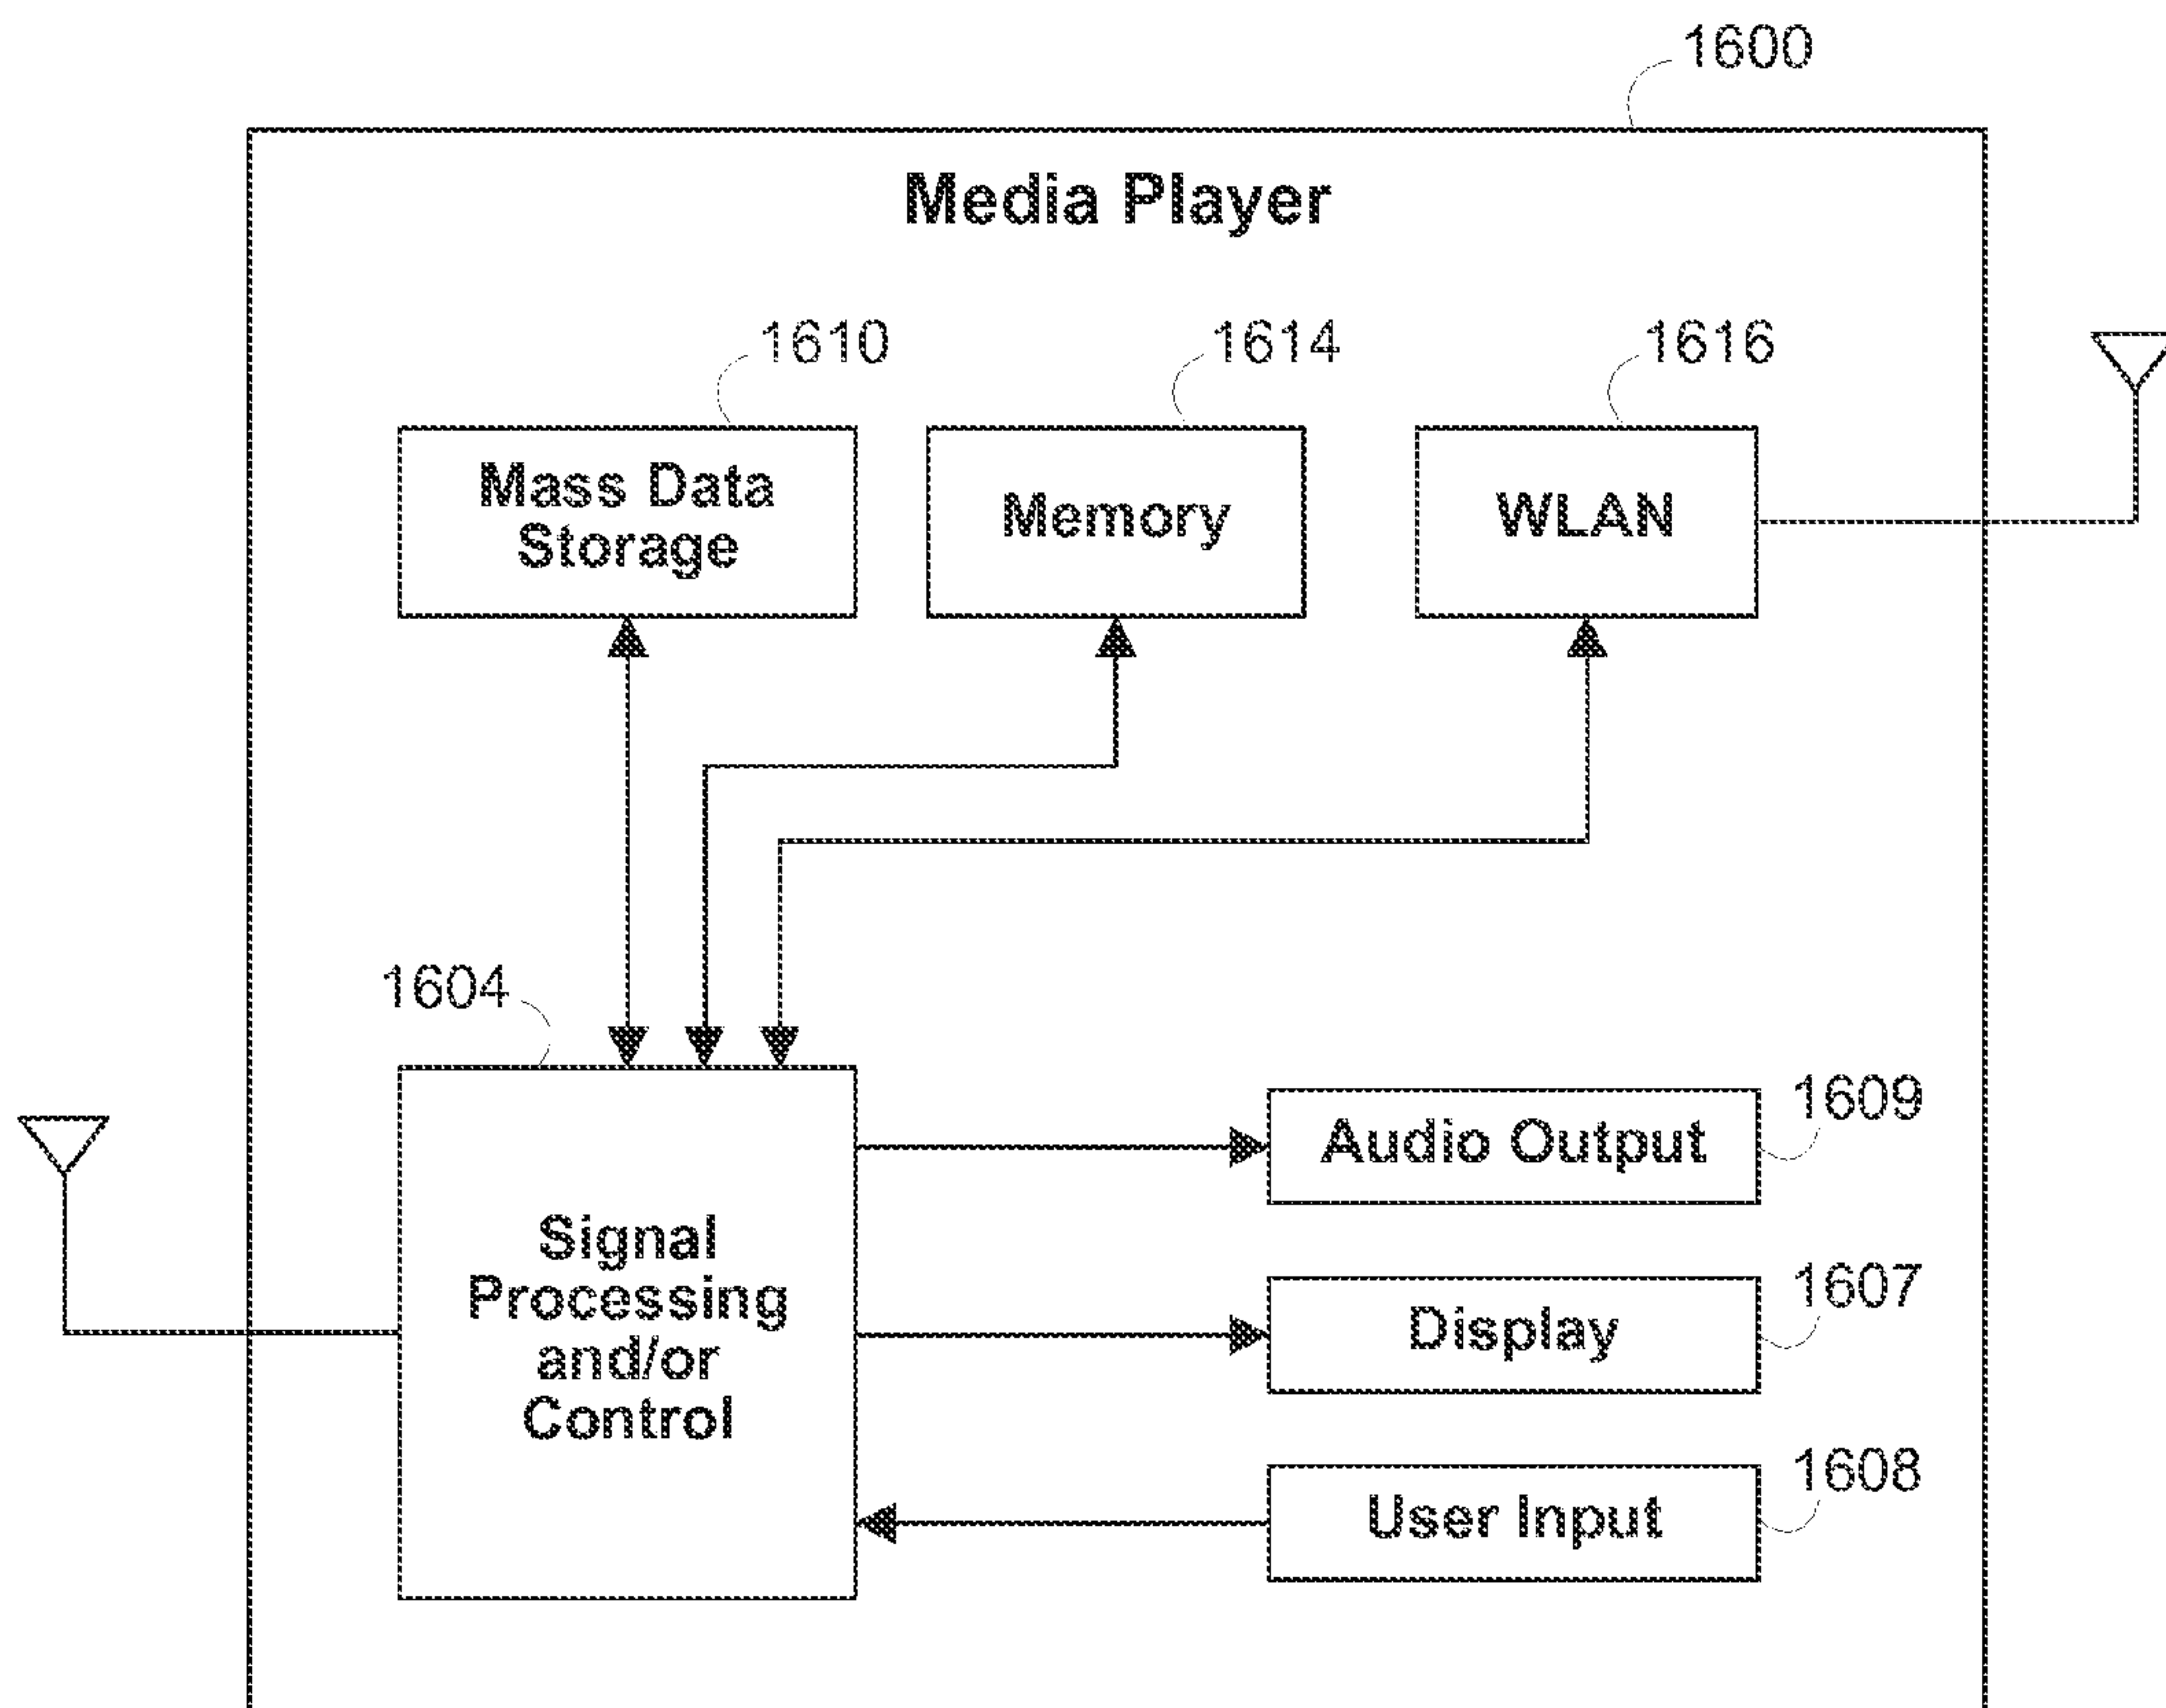 1600
Media Player
1610
1614
1616
Mass Data
Storage
Memory
WLAN
1604
Signal
Processing
and/or
Control
Audio Output
1609
Display
1607
User Input
1608